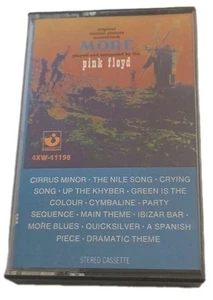 original
motion picture
soundtrack
MORE
played and composed by the
pink floyd
4XW-11198
CIRRUS MINOR - THE NILE SONG - CRYING
SONG - UP THE KHYBER - GREEN IS THE
COLOUR - CYMBALINE - PARTY
SEQUENCE - MAIN THEME - IBIZAR BAR -
MORE BLUES - QUICKSILVER - A SPANISH
PIECE - DRAMATIC THEME
STEREO CASSETTE